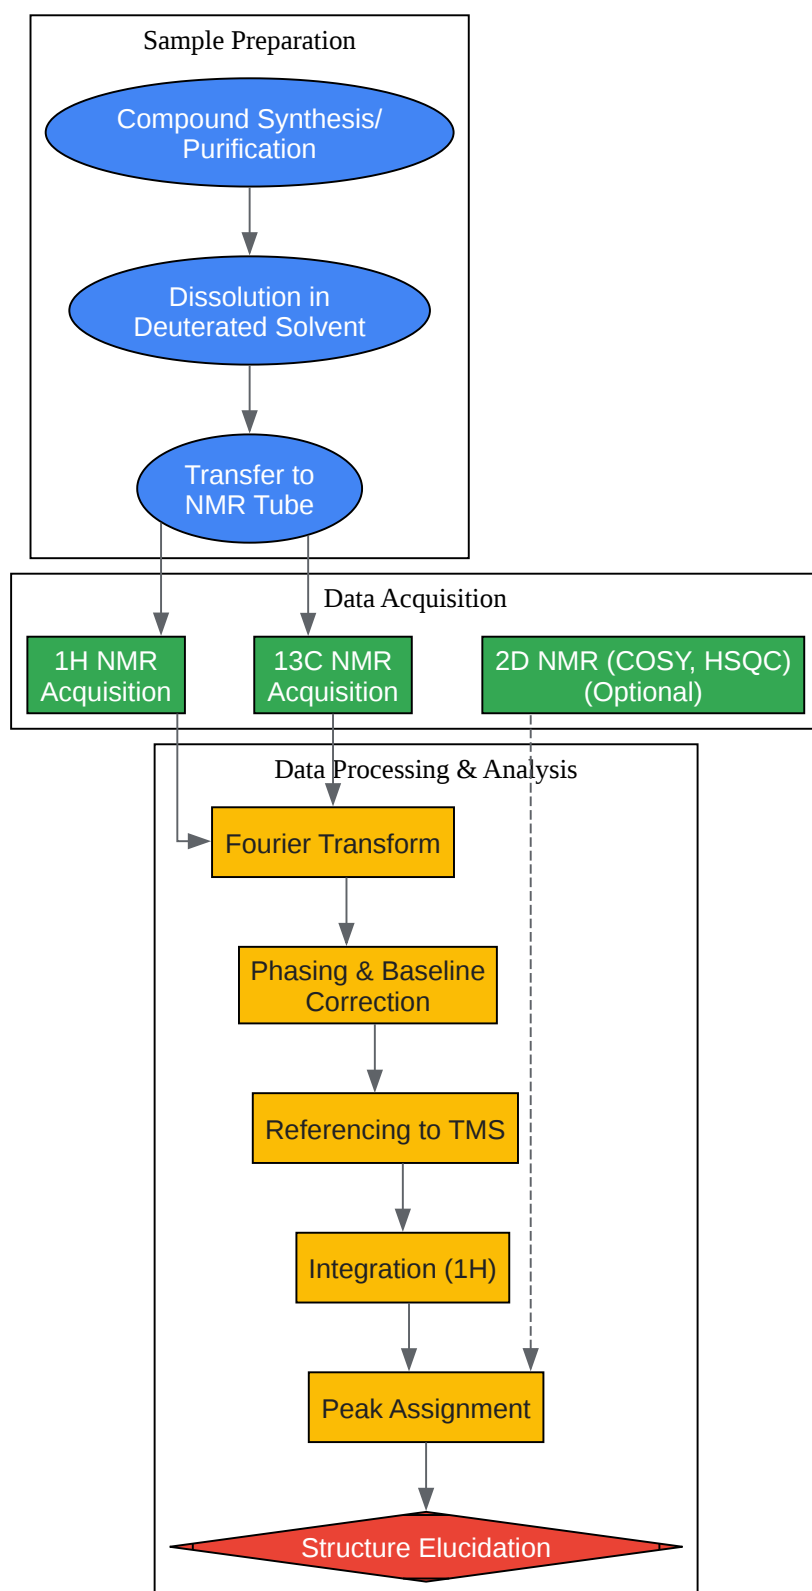 Sample Preparation
Compound Synthesis/
Purification
Dissolution in
Deuterated Solvent
Transfer to
NMR Tube
Data Acquisition
1H NMR
Acquisition
13C NMR
Acquisition
2D NMR (COSY, HSQC)
(Optional)
Data Processing & Analysis
Fourier Transform
Phasing & Baseline
Correction
Referencing to TMS
Integration (1H)
Peak Assignment
Structure Elucidation